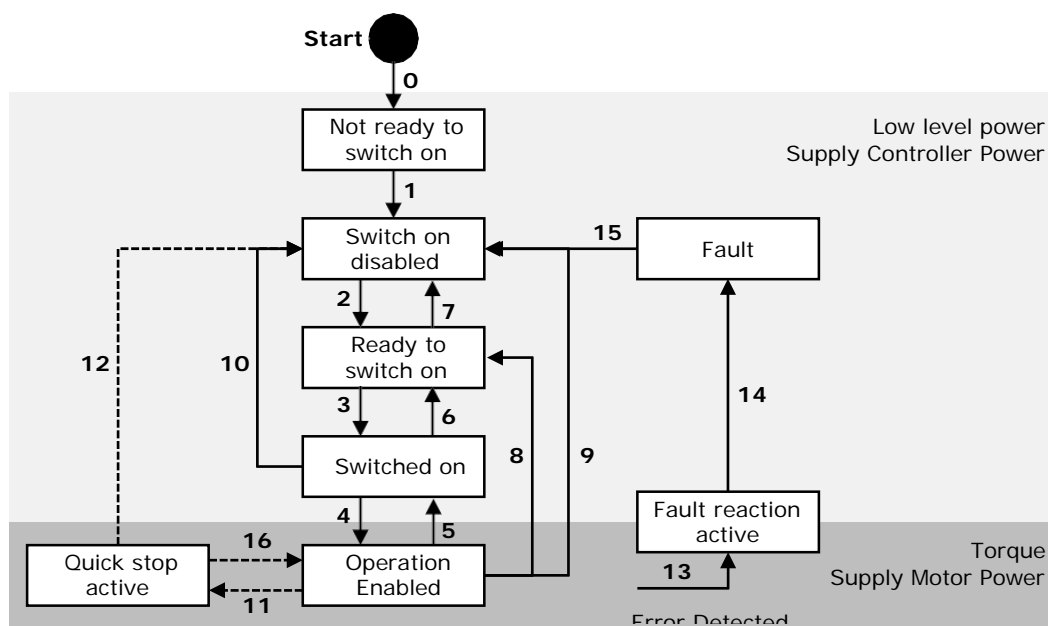 Start
0
Not ready to
switch on
Low level power
Supply Controller Power
1
Switch on
disabled
15
Fault
2
7
12
10
Ready to
switch on
14
3
6
8
9
Switched on
4
5
Fault reaction
active
16
Quick stop
active
11
Operation
Enabled
13
Torque
Supply Motor Power
Error Detected